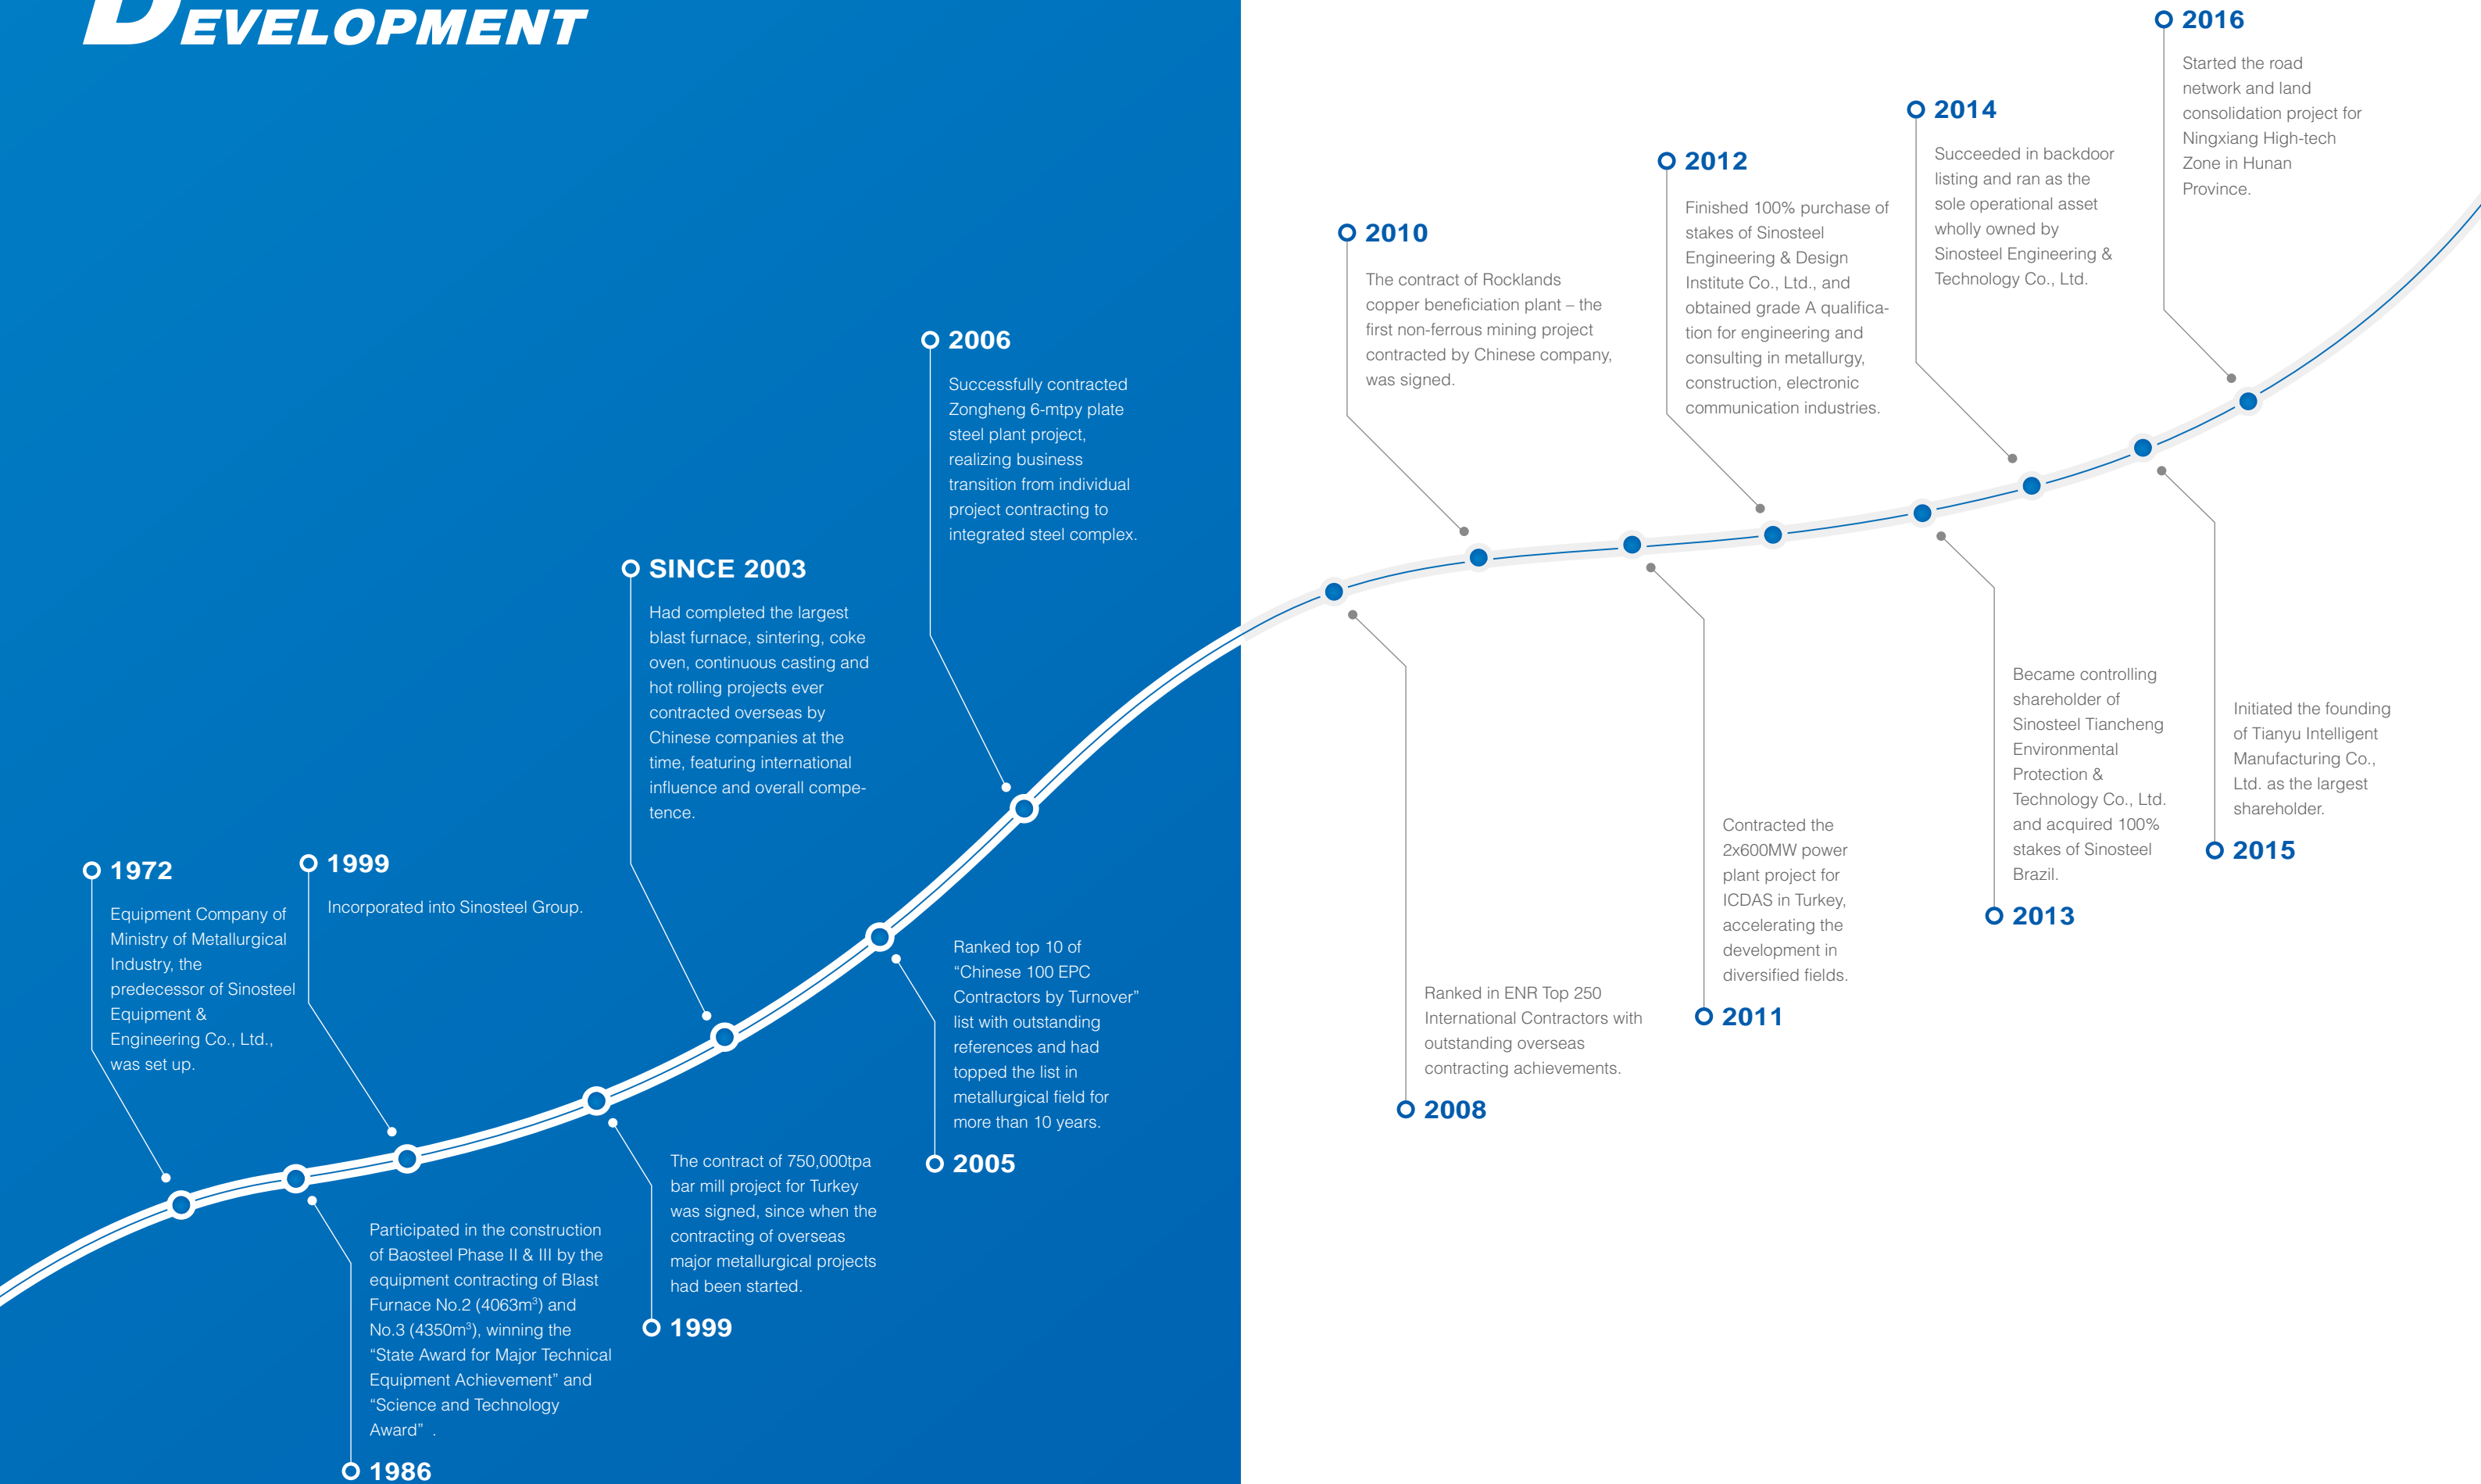 DEVELOPMENT
1972
Equipment Company of
Ministry of Metallurgical
Industry, the
predecessor of Sinosteel
Equipment &
Engineering Co., Ltd.,
was set up.
Participated in the construction
of Baosteel Phase II & III by the
equipment contracting of Blast
Furnace No.2 (4063m³) and
No.3 (4350m³), winning the
“State Award for Major Technical
Equipment Achievement” and
“Science and Technology
Award” .
1986
1999
Incorporated into Sinosteel Group.
The contract of 750,000tpa
bar mill project for Turkey
was signed, since when the
contracting of overseas
major metallurgical projects
had been started.
1999
SINCE 2003
Had completed the largest
blast furnace, sintering, coke
oven, continuous casting and
hot rolling projects ever
contracted overseas by
Chinese companies at the
time, featuring international
influence and overall compe-
tence.
Ranked top 10 of
“Chinese 100 EPC
Contractors by Turnover”
list with outstanding
references and had
topped the list in
metallurgical field for
more than 10 years.
2005
2006
Successfully contracted
Zongheng 6-mtpy plate
steel plant project,
realizing business
transition from individual
project contracting to
integrated steel complex.
Ranked in ENR Top 250
International Contractors with
outstanding overseas
contracting achievements.
2008
2010
The contract of Rocklands
copper beneficiation plant – the
first non-ferrous mining project
contracted by Chinese company,
was signed.
Contracted the
2x600MW power
plant project for
ICDAS in Turkey,
accelerating the
development in
diversified fields.
2011
2012
Finished 100% purchase of
stakes of Sinosteel
Engineering & Design
Institute Co., Ltd., and
obtained grade A qualifica-
tion for engineering and
consulting in metallurgy,
construction, electronic
communication industries.
Became controlling
shareholder of
Sinosteel Tiancheng
Environmental
Protection &
Technology Co., Ltd.
and acquired 100%
stakes of Sinosteel
Brazil.
2013
2014
Succeeded in backdoor
listing and ran as the
sole operational asset
wholly owned by
Sinosteel Engineering &
Technology Co., Ltd.
Initiated the founding
of Tianyu Intelligent
Manufacturing Co.,
Ltd. as the largest
shareholder.
2015
2016
Started the road
network and land
consolidation project for
Ningxiang High-tech
Zone in Hunan
Province.